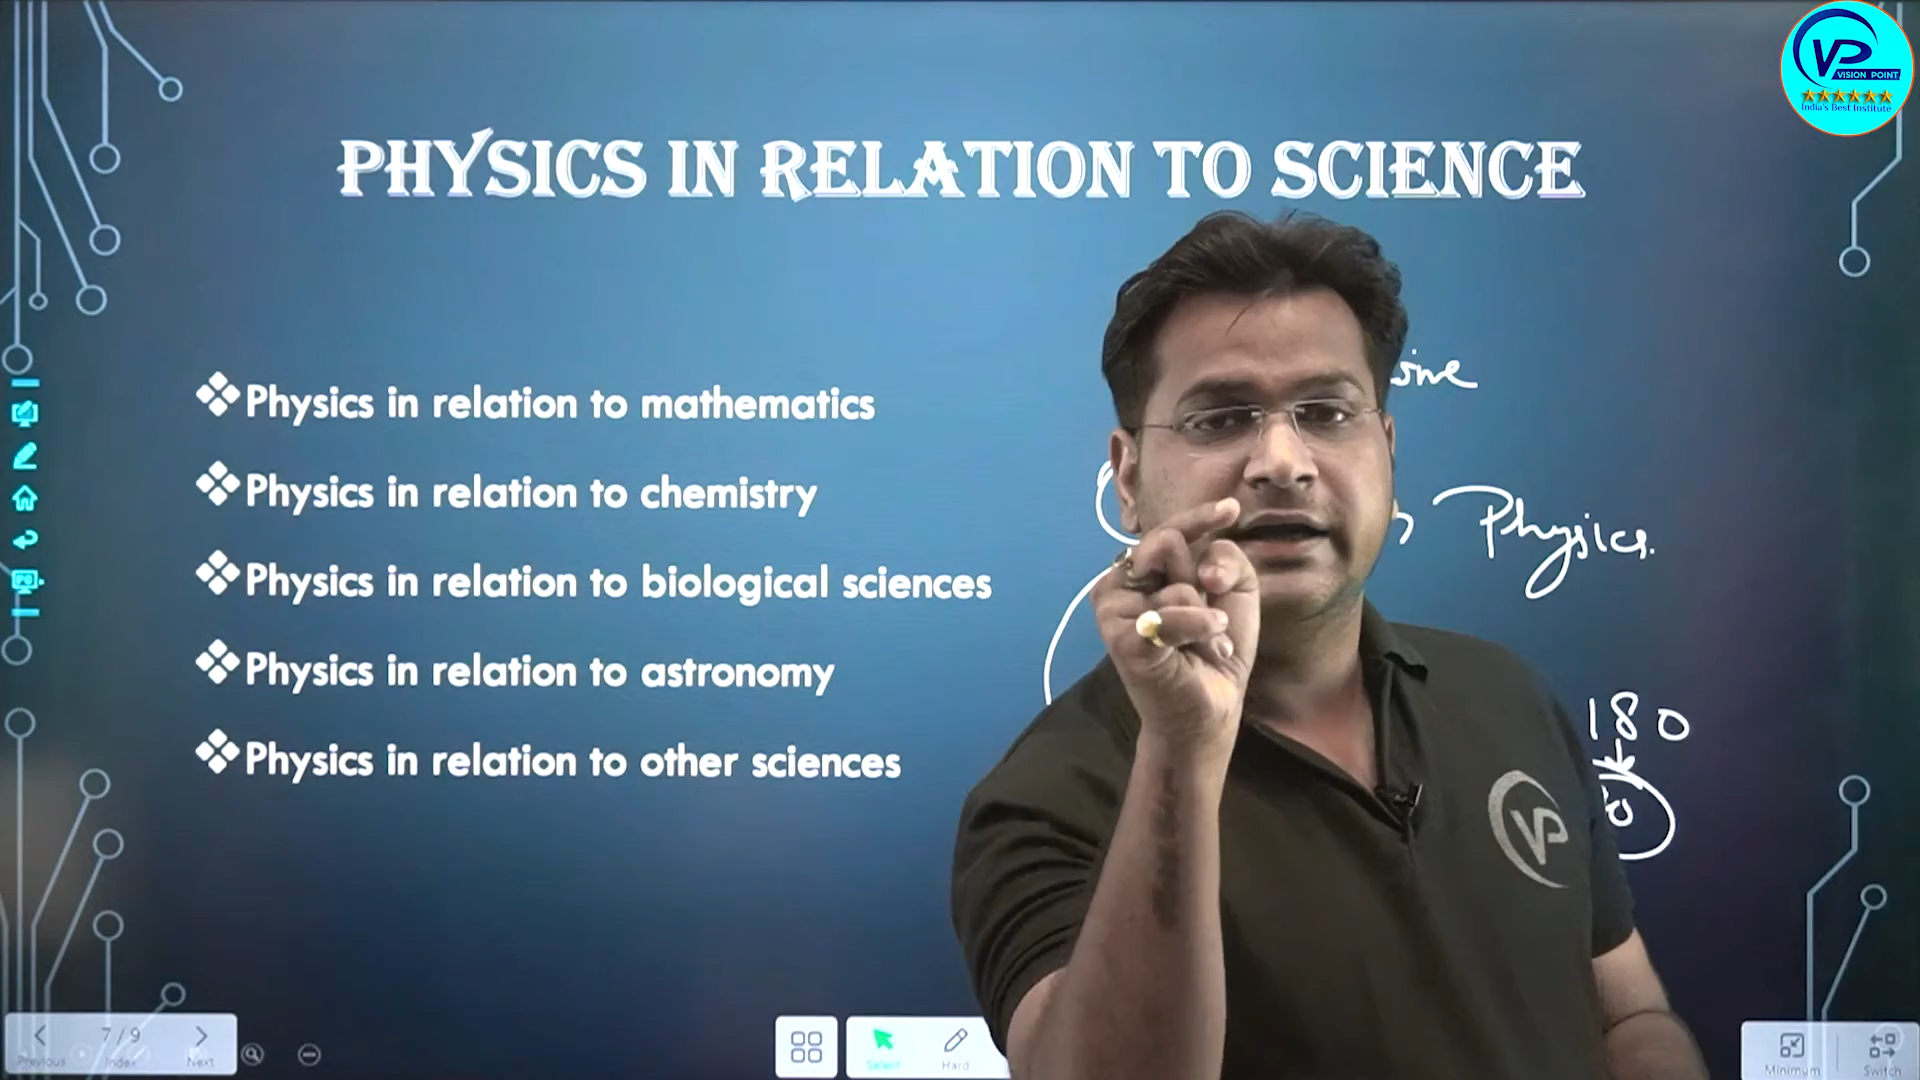 VP
VISION POINT
India's Best Institute
PHYSICS IN RELATION TO SCIENCE
❖Physics in relation to mathematics
❖Physics in relation to chemistry
❖Physics in relation to biological sciences
❖Physics in relation to astronomy
❖Physics in relation to other sciences
Physics.
180
VP
7 / 9
Previous Index Next
Select Hard
Minimum Switch